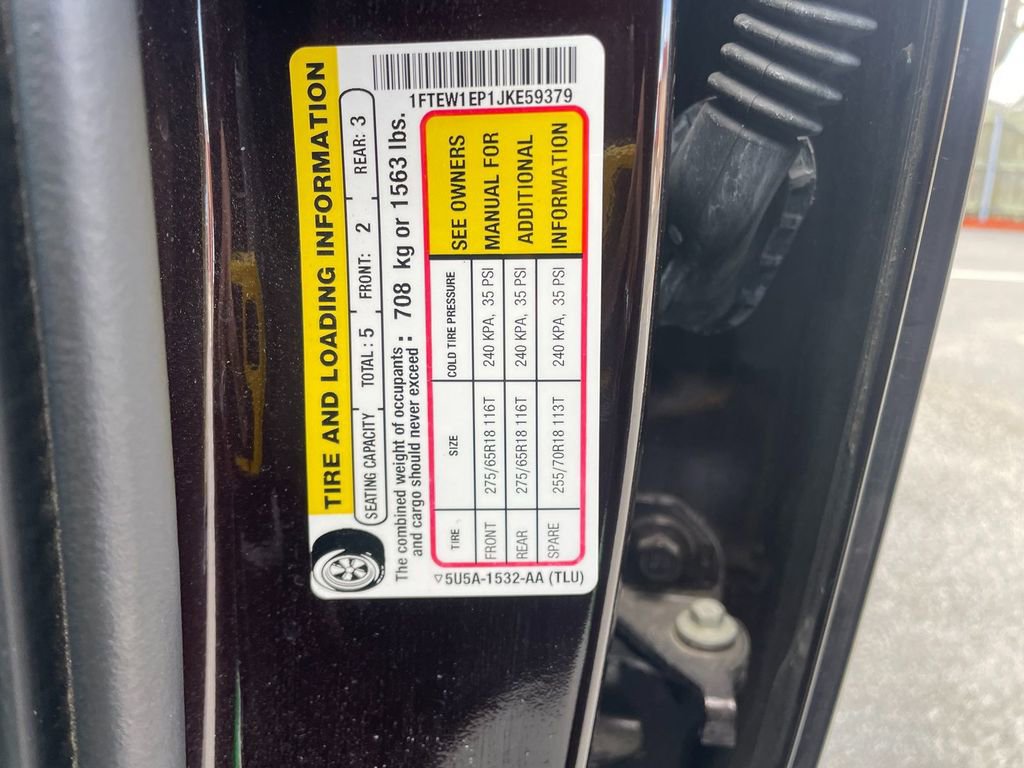 TIRE AND LOADING INFORMATION
SEATING CAPACITY TOTAL : 5 FRONT: 2 REAR: 3
The combined weight of occupants and cargo should never exceed : 708 kg or 1563 lbs.
TIRE SIZE COLD TIRE PRESSURE
FRONT 275/65R18 116T 240 KPA, 35 PSI
REAR 275/65R18 116T 240 KPA, 35 PSI
SPARE 255/70R18 113T 240 KPA, 35 PSI
SEE OWNERS
MANUAL FOR
ADDITIONAL
INFORMATION
1FTEW1EP1JKE59379
▽5U5A-1532-AA (TLU)